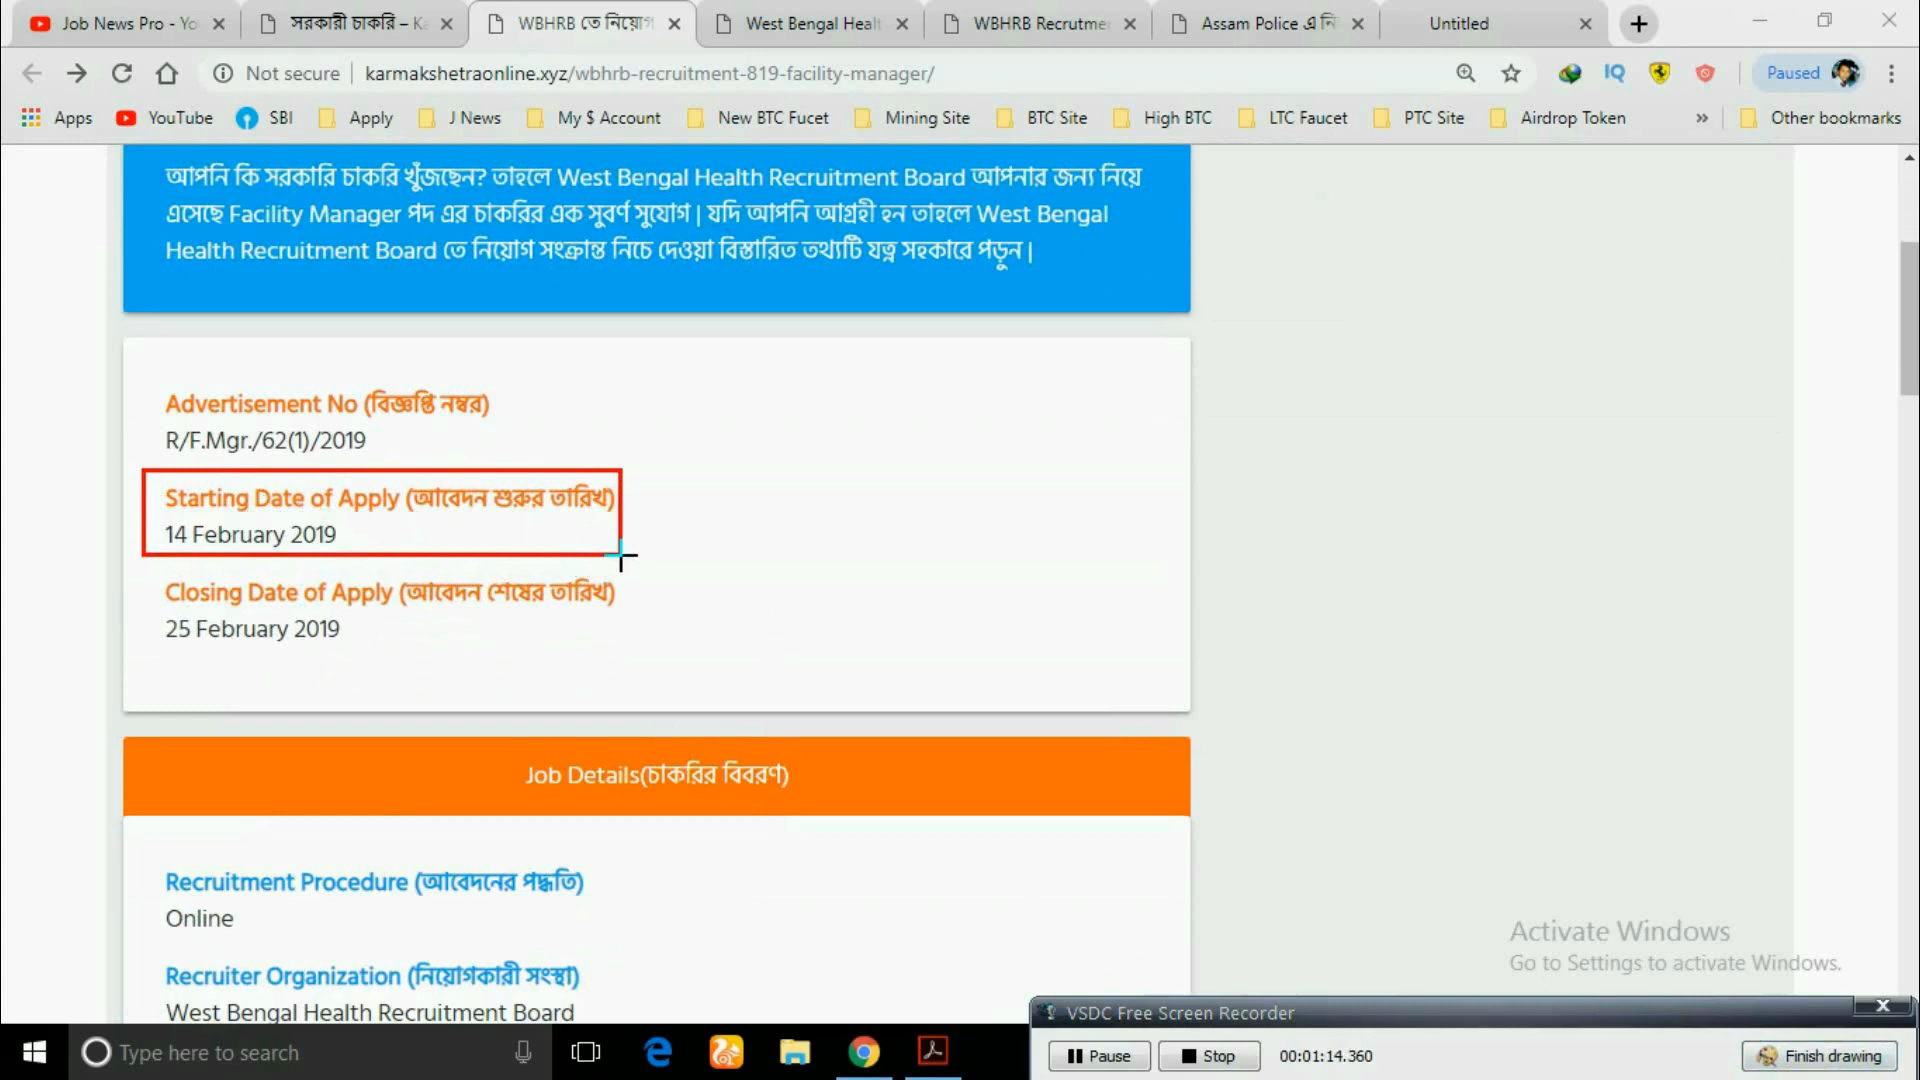 Job News Pro - Yo
সরকারী চাকরি – Ka
WBHRB তে নিয়োগ
West Bengal Healt
WBHRB Recrutme
Assam Police এ নি
Untitled
Not secure
karmakshetraonline.xyz/wbhrb-recruitment-819-facility-manager/
Paused
Apps
YouTube
SBI
Apply
J News
My $ Account
New BTC Fucet
Mining Site
BTC Site
High BTC
LTC Faucet
PTC Site
Airdrop Token
»
Other bookmarks
আপনি কি সরকারি চাকরি খুঁজছেন? তাহলে West Bengal Health Recruitment Board আপনার জন্য নিয়ে
এসেছে Facility Manager পদ এর চাকরির এক সুবর্ণ সুযোগ | যদি আপনি আগ্রহী হন তাহলে West Bengal
Health Recruitment Board তে নিয়োগ সংক্রান্ত নিচে দেওয়া বিস্তারিত তথ্যটি যত্ন সহকারে পড়ুন |
Advertisement No (বিজ্ঞপ্তি নম্বর)
R/F.Mgr./62(1)/2019
Starting Date of Apply (আবেদন শুরুর তারিখ)
14 February 2019
Closing Date of Apply (আবেদন শেষের তারিখ)
25 February 2019
Job Details(চাকরির বিবরণ)
Recruitment Procedure (আবেদনের পদ্ধতি)
Online
Recruiter Organization (নিয়োগকারী সংস্থা)
West Bengal Health Recruitment Board
Activate Windows
Go to Settings to activate Windows.
VSDC Free Screen Recorder
Pause
Stop
00:01:14.360
Finish drawing
Type here to search